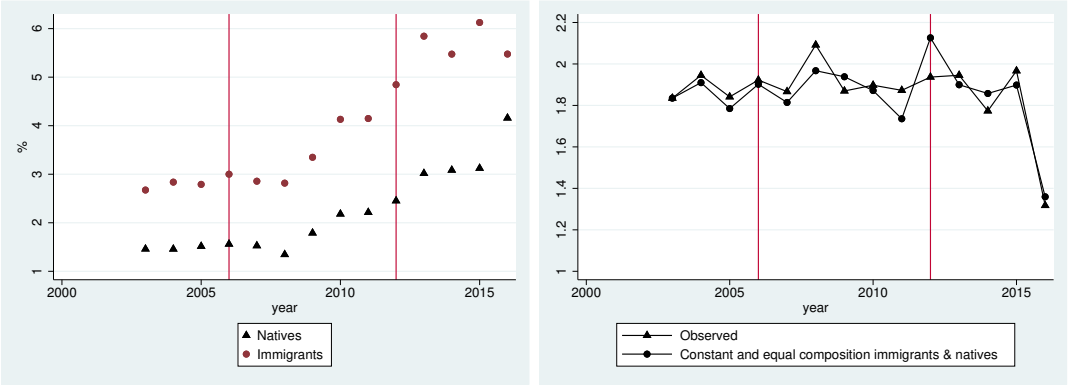 6
5
4
3
2
1
%
2000 2005 2010 2015
year
Natives
Immigrants
2.2
2
1.8
1.6
1.4
1.2
1
2000 2005 2010 2015
year
Observed
Constant and equal composition immigrants & natives